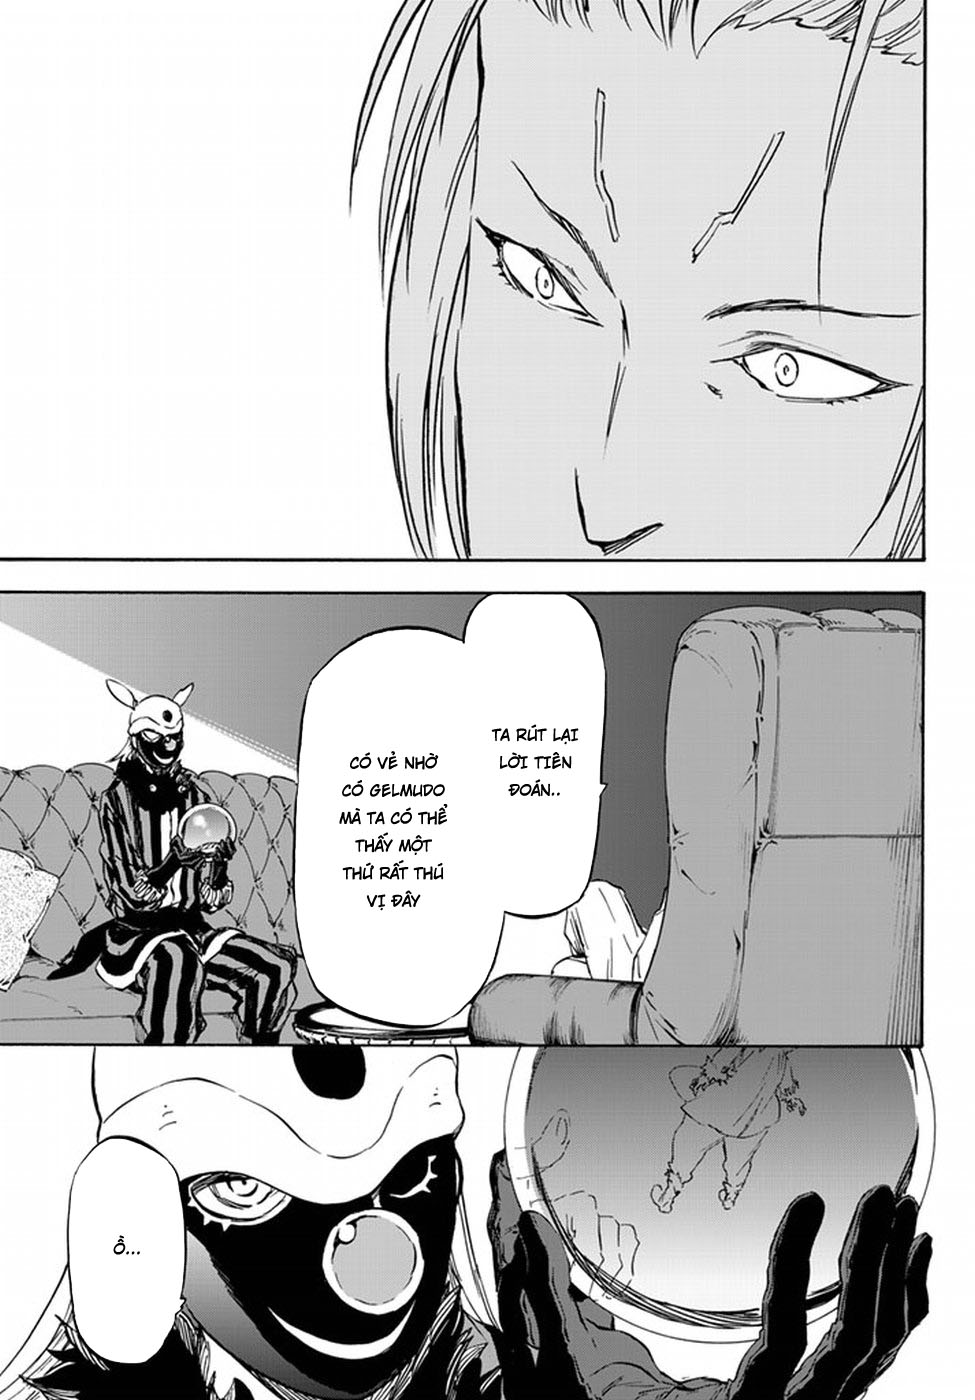 TA RÚT LẠI
LỜI TIÊN
ĐOÁN..
CÓ VẺ NHỜ
CÓ GELMUDO
MÀ TA CÓ THỂ
THẤY MỘT
THỨ RẤT THÚ
VỊ ĐÂY
Ồ...